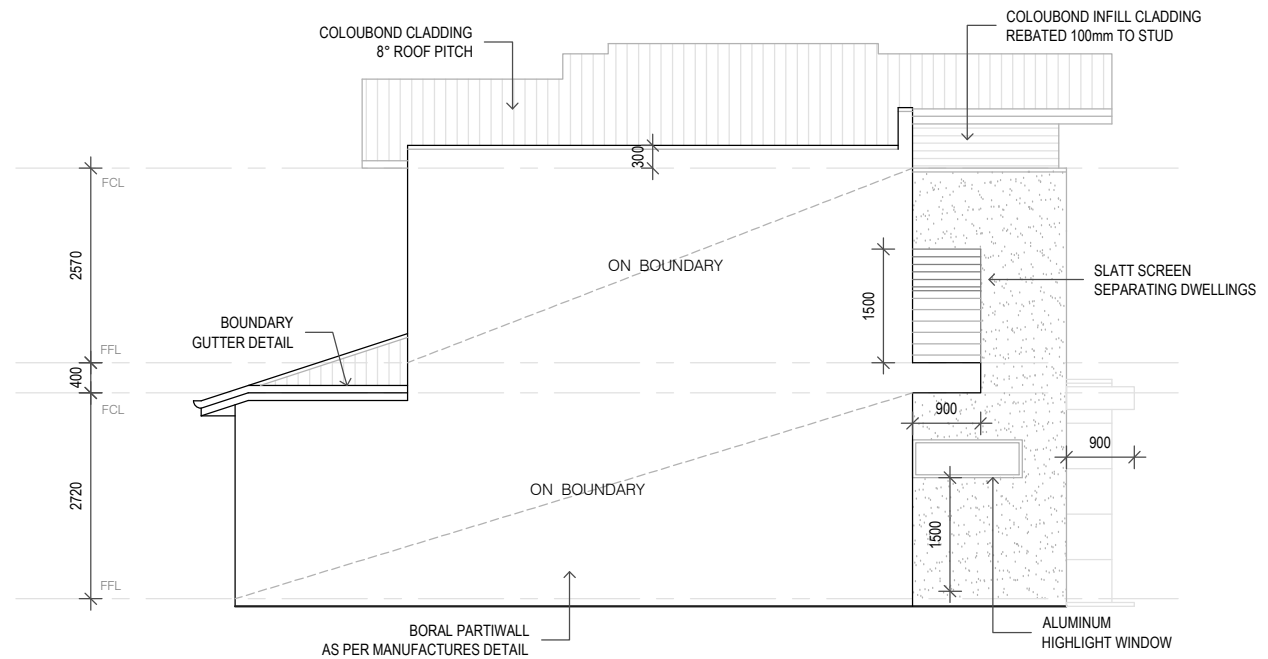 COLOUBOND CLADDING
8° ROOF PITCH
COLOUBOND INFILL CLADDING
REBATED 100mm TO STUD
300
FCL
2570
ON BOUNDARY
1500
SLATT SCREEN
SEPARATING DWELLINGS
BOUNDARY
GUTTER DETAIL
FFL
400
FCL
900
900
2720
ON BOUNDARY
1500
FFL
BORAL PARTIWALL
AS PER MANUFACTURES DETAIL
ALUMINUM
HIGHLIGHT WINDOW